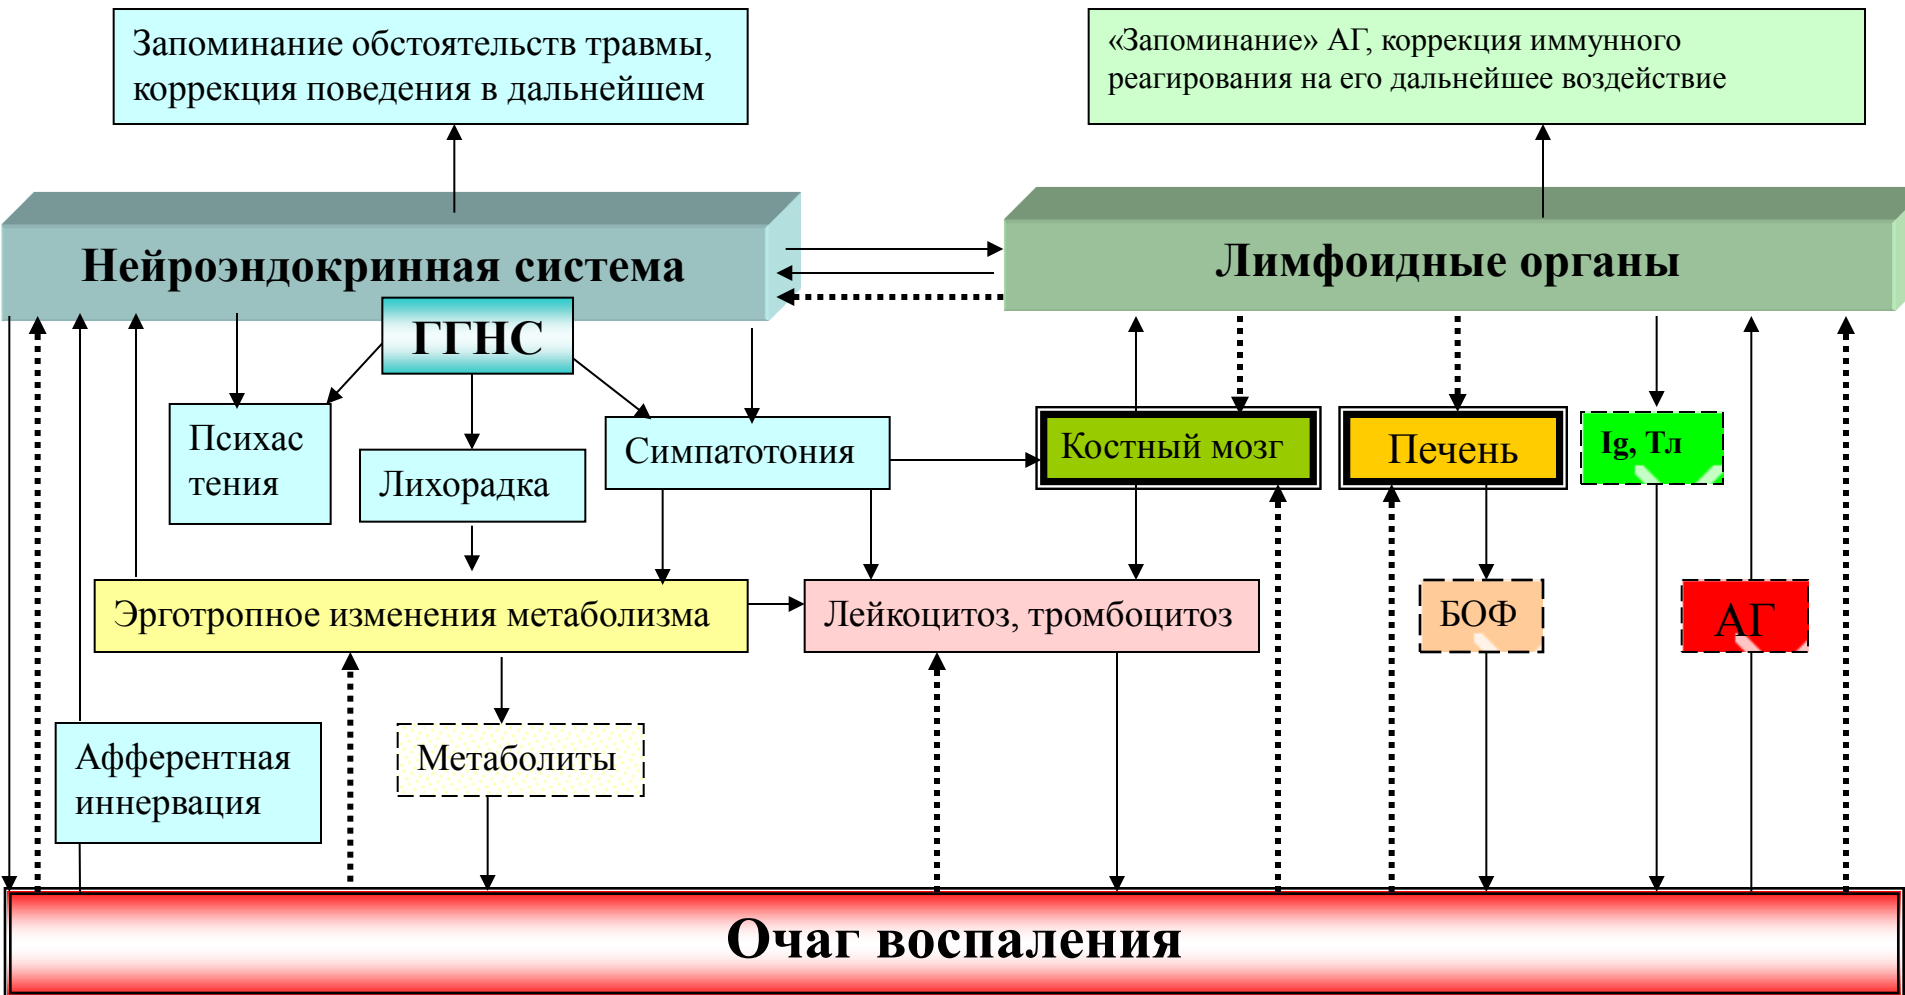 Запоминание обстоятельств травмы,
коррекция поведения в дальнейшем
«Запоминание» АГ, коррекция иммунного
реагирования на его дальнейшее воздействие
Нейроэндокринная система
Лимфоидные органы
ГГНС
Психас
тения
Лихорадка
Симпатотония
Костный мозг
Печень
Ig, Тл
Эрготропное изменения метаболизма
Лейкоцитоз, тромбоцитоз
БОФ
АГ
Афферентная
иннервация
Метаболиты
Очаг воспаления